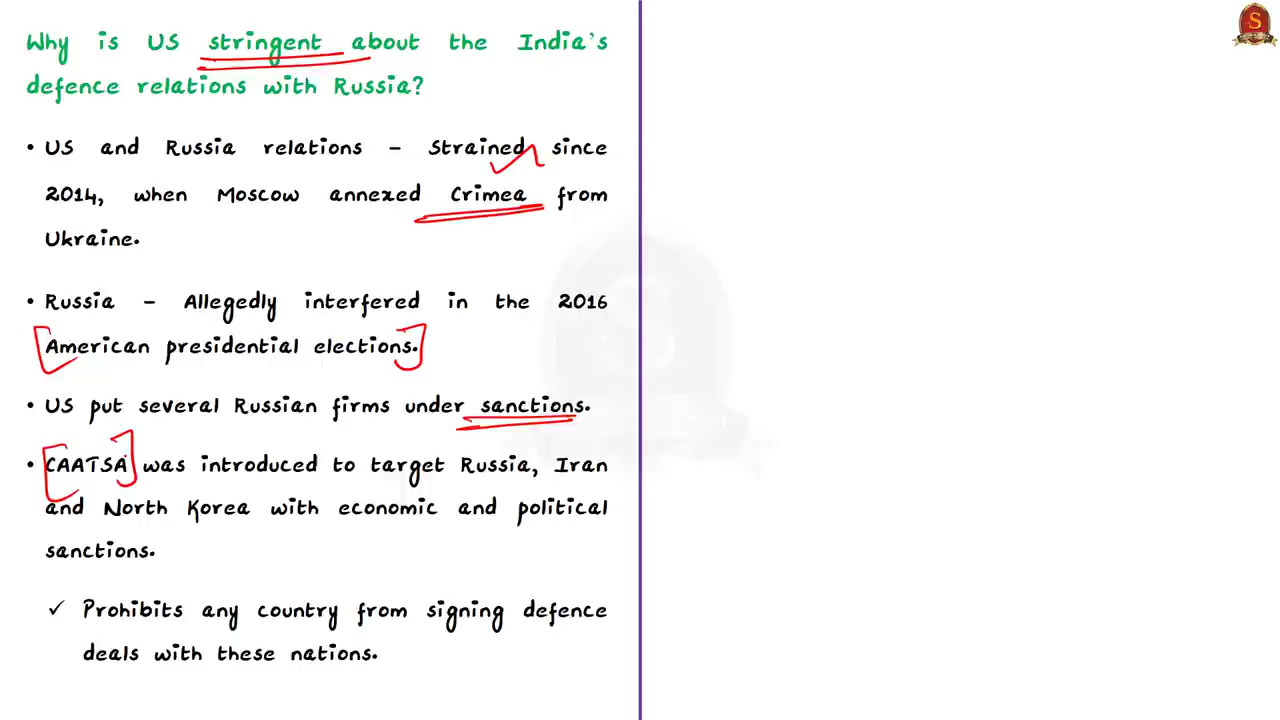 Why is US stringent about the India's
defence relations with Russia?
• US and Russia relations – Strained since
2014, when Moscow annexed Crimea from
Ukraine.
• Russia – Allegedly interfered in the 2016
American presidential elections.
• US put several Russian firms under sanctions.
• CAATSA was introduced to target Russia, Iran
and North Korea with economic and political
sanctions.
✓ Prohibits any country from signing defence
deals with these nations.
S